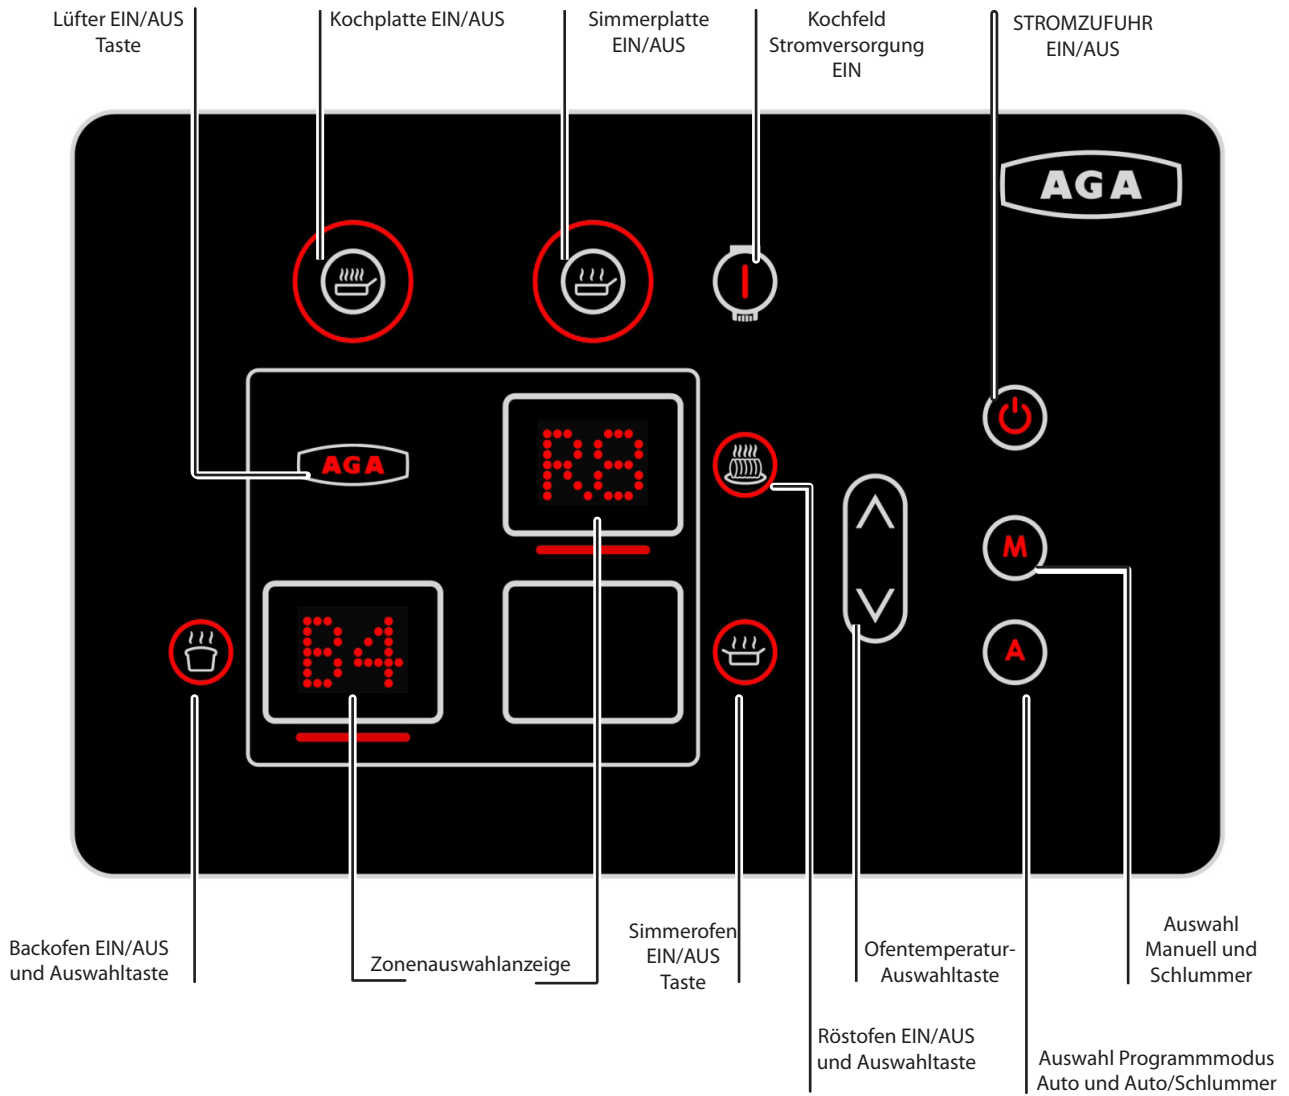 Lüfter EIN/AUS
Taste
Kochplatte EIN/AUS
Simmerplatte
EIN/AUS
Kochfeld
Stromversorgung
EIN
STROMZUFUHR
EIN/AUS
AGA
AGA
R8
M
B4
A
Backofen EIN/AUS
und Auswahltaste
Zonenauswahlanzeige
Simmerofen
EIN/AUS
Taste
Ofentemperatur-
Auswahltaste
Auswahl
Manuell und
Schlummer
Röstofen EIN/AUS
und Auswahltaste
Auswahl Programmmodus
Auto und Auto/Schlummer